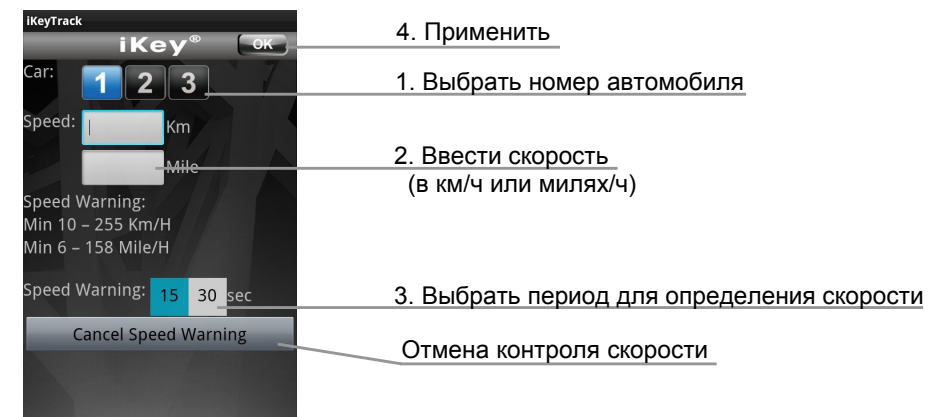 iKeyTrack
iKey® OK
Car: 1 2 3
Speed: Km
Mile
Speed Warning:
Min 10 – 255 Km/H
Min 6 – 158 Mile/H
Speed Warning: 15 30 sec
Cancel Speed Warning
4. Применить
1. Выбрать номер автомобиля
2. Ввести скорость
(в км/ч или милях/ч)
3. Выбрать период для определения скорости
Отмена контроля скорости